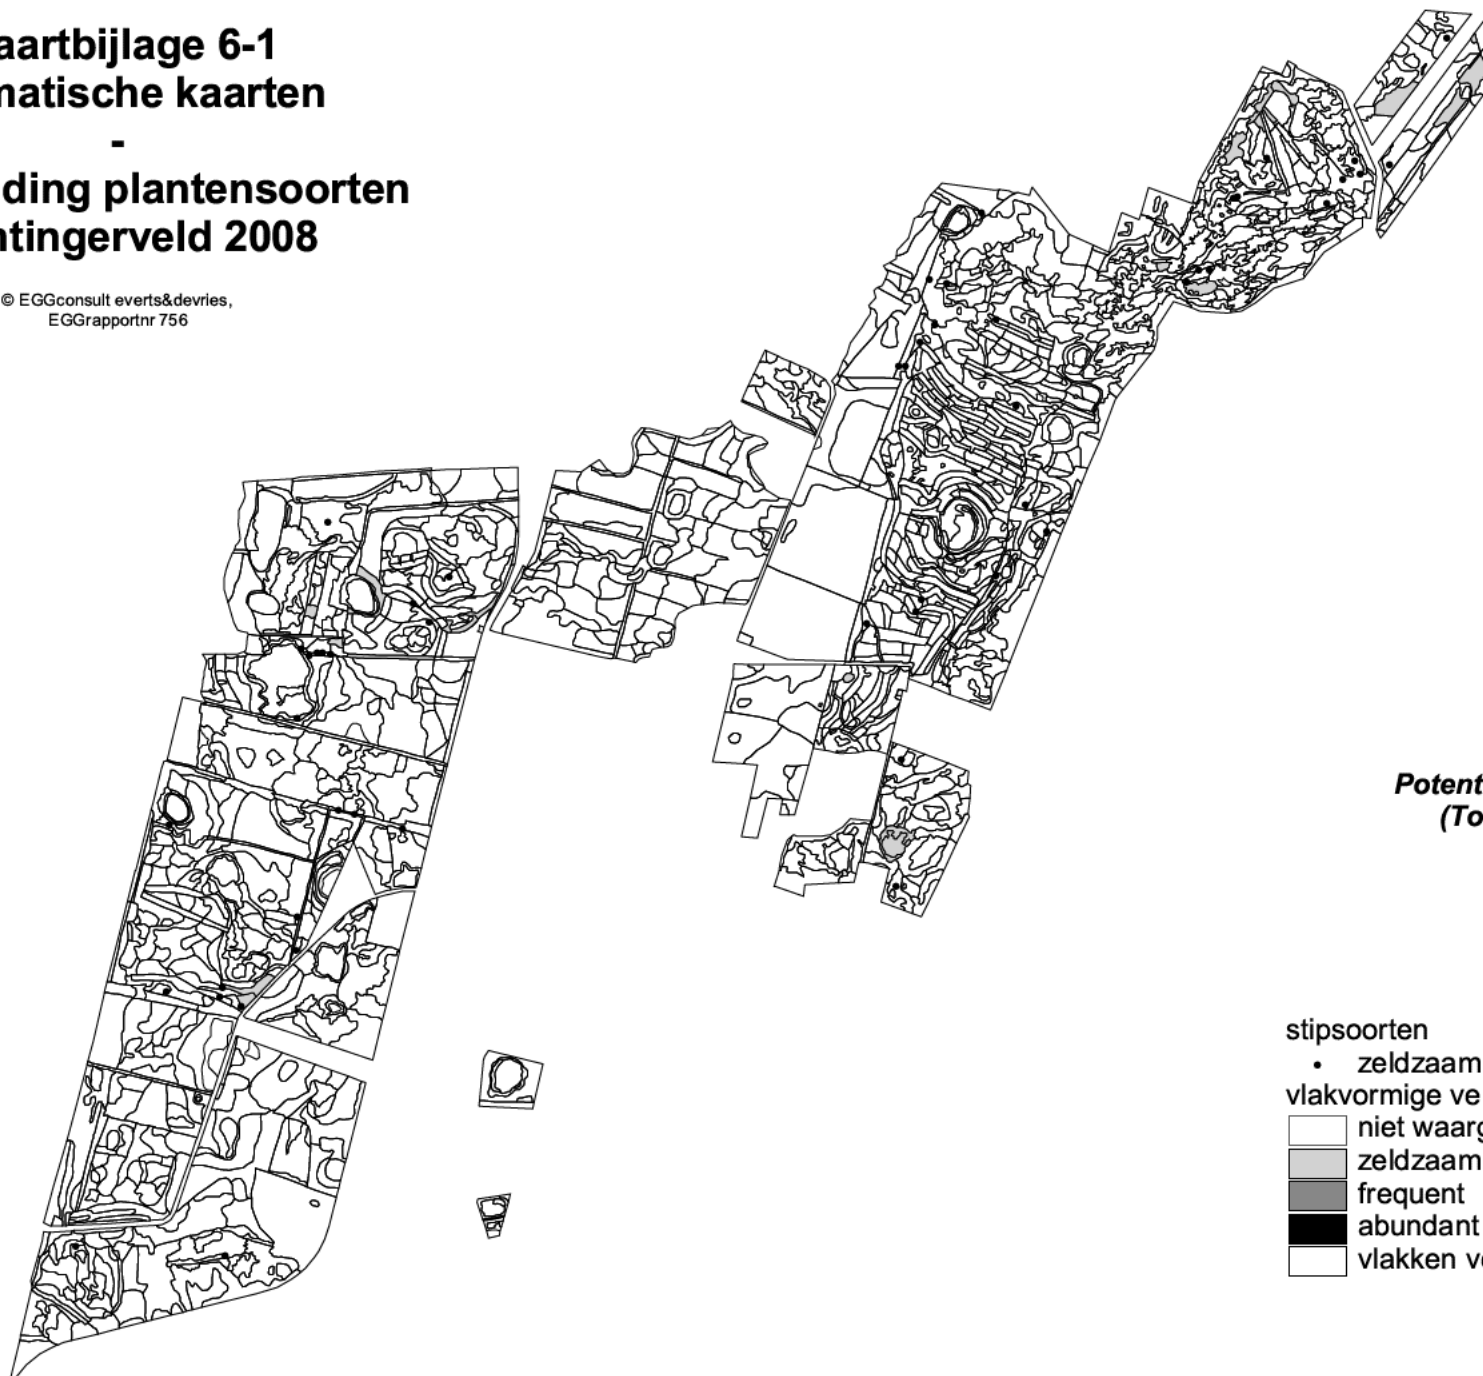 aartbijlage 6-1
matische kaarten
-
ding plantensoorten
ntingerveld 2008
© EGGconsult everts&devries,
EGGrapportnr 756
Potent
(To
stipsoorten
• zeldzaam
vlakvormige ve
niet waarg
zeldzaam
frequent
abundant
vlakken ve